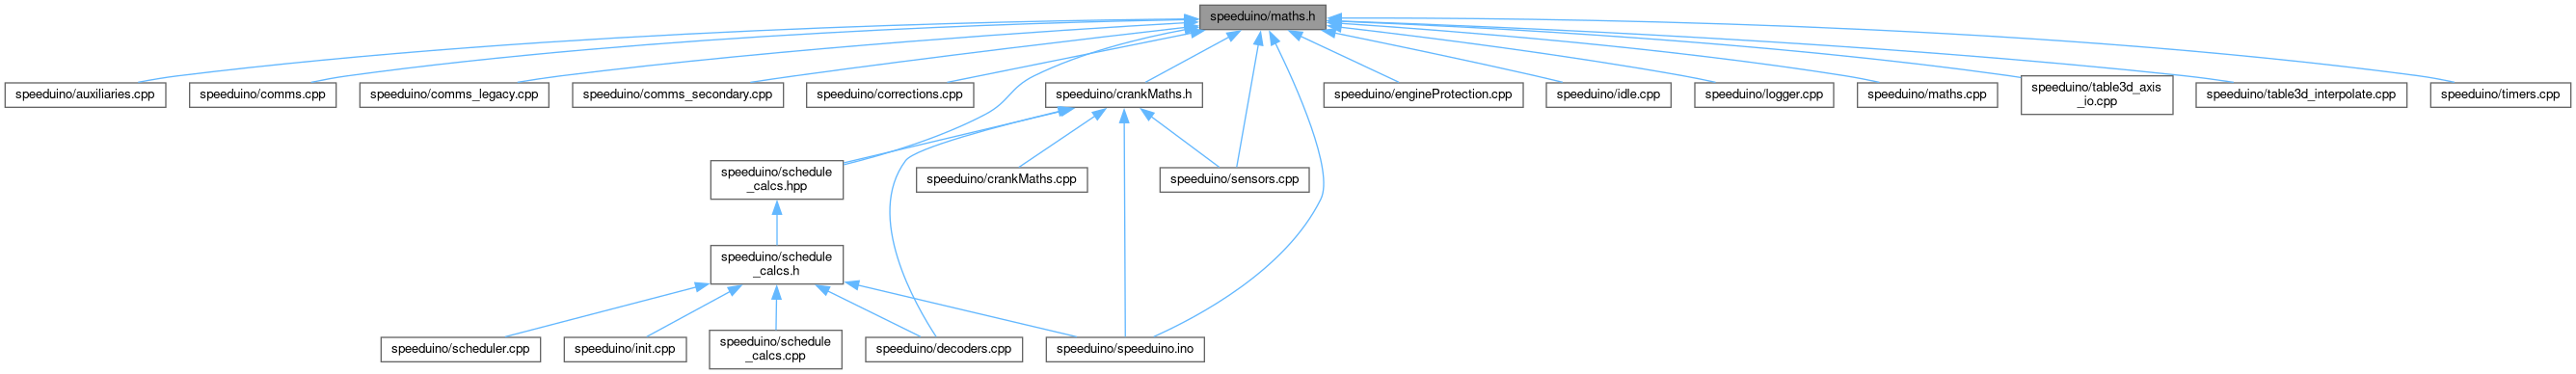 speeduino/maths.h
speeduino/auxiliaries.cpp
speeduino/comms.cpp
speeduino/comms_legacy.cpp
speeduino/comms_secondary.cpp
speeduino/corrections.cpp
speeduino/crankMaths.h
speeduino/engineProtection.cpp
speeduino/idle.cpp
speeduino/logger.cpp
speeduino/maths.cpp
speeduino/table3d_axis
_io.cpp
speeduino/table3d_interpolate.cpp
speeduino/timers.cpp
speeduino/schedule
_calcs.hpp
speeduino/crankMaths.cpp
speeduino/sensors.cpp
speeduino/schedule
_calcs.h
speeduino/scheduler.cpp
speeduino/init.cpp
speeduino/schedule
_calcs.cpp
speeduino/decoders.cpp
speeduino/speeduino.ino